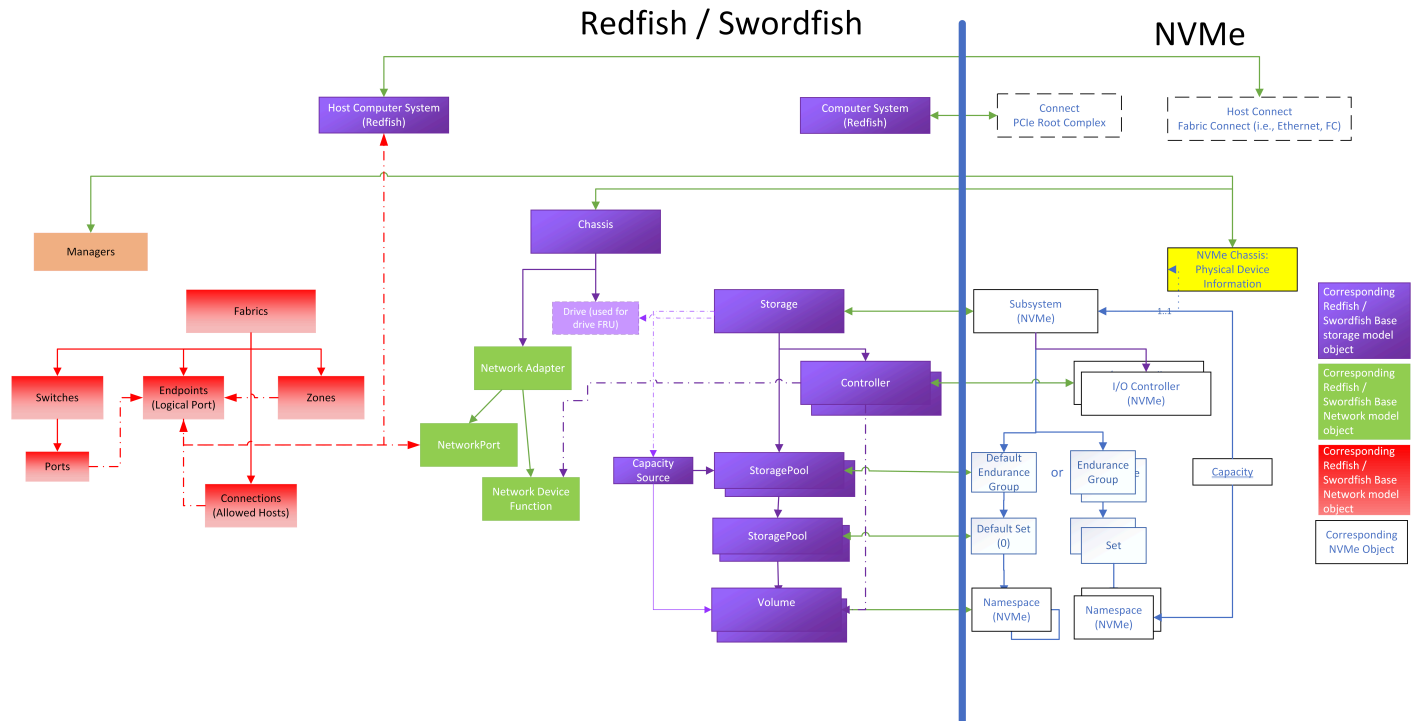 Redfish / Swordfish
NVMe
Host Computer System
(Redfish)
Computer System
(Redfish)
Connect
PCIe Root Complex
Host Connect
Fabric Connect (i.e., Ethernet, FC)
Chassis
Managers
NVMe Chassis:
Physical Device
Information
1..1
Fabrics
Drive (used for
drive FRU)
Storage
Subsystem
(NVMe)
Corresponding
Redfish /
Swordfish Base
storage model
object
Switches
Endpoints
(Logical Port)
Zones
Network Adapter
Controller
I/O Controller
(NVMe)
Corresponding
Redfish /
Swordfish Base
Network model
object
Ports
NetworkPort
Capacity
Source
StoragePool
Default
Endurance
Group
or
Endurance
Group
e
Capacity
Corresponding
Redfish /
Swordfish Base
Network model
object
Connections
(Allowed Hosts)
Network Device
Function
StoragePool
Default Set
(0)
Set
Corresponding
NVMe Object
Volume
Namespace
(NVMe)
Namespace
(NVMe)